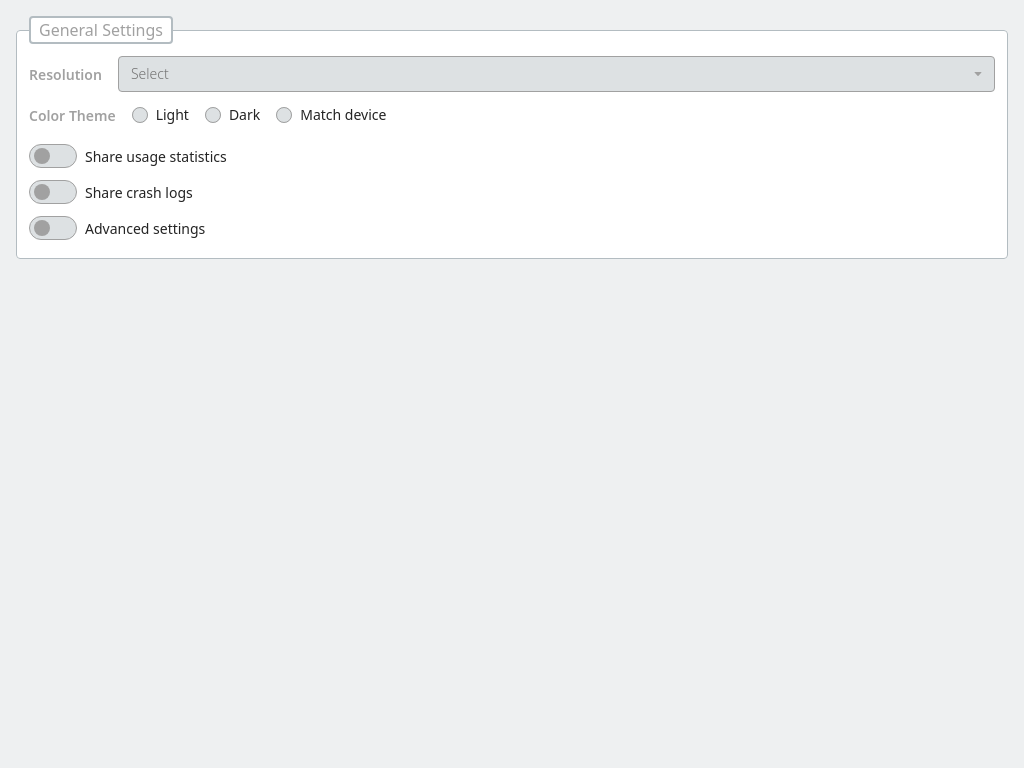 General Settings
Resolution Select
Color Theme Light Dark Match device
Share usage statistics
Share crash logs
Advanced settings